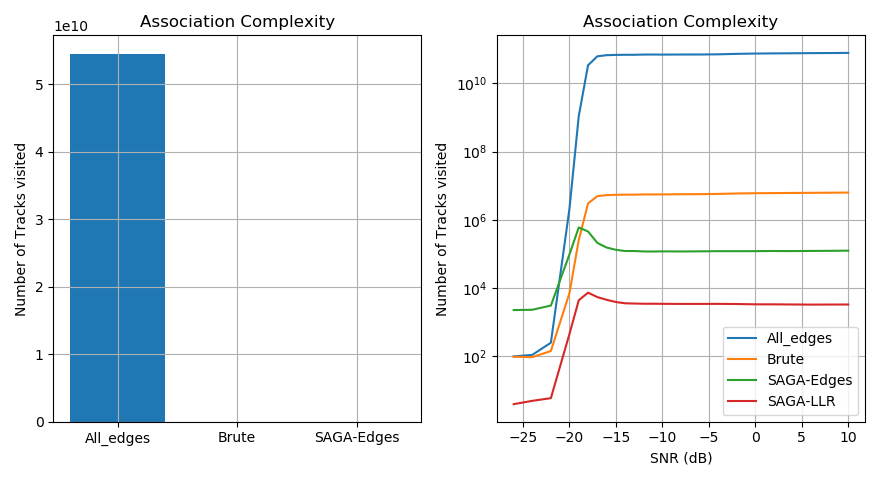 Association Complexity
1e10
Number of Tracks visited
5
4
3
2
1
0
All_edges Brute SAGA-Edges
Association Complexity
Number of Tracks visited
10^10
10^8
10^6
10^4
10^2
−25 −20 −15 −10 −5 0 5 10
SNR (dB)
All_edges
Brute
SAGA-Edges
SAGA-LLR